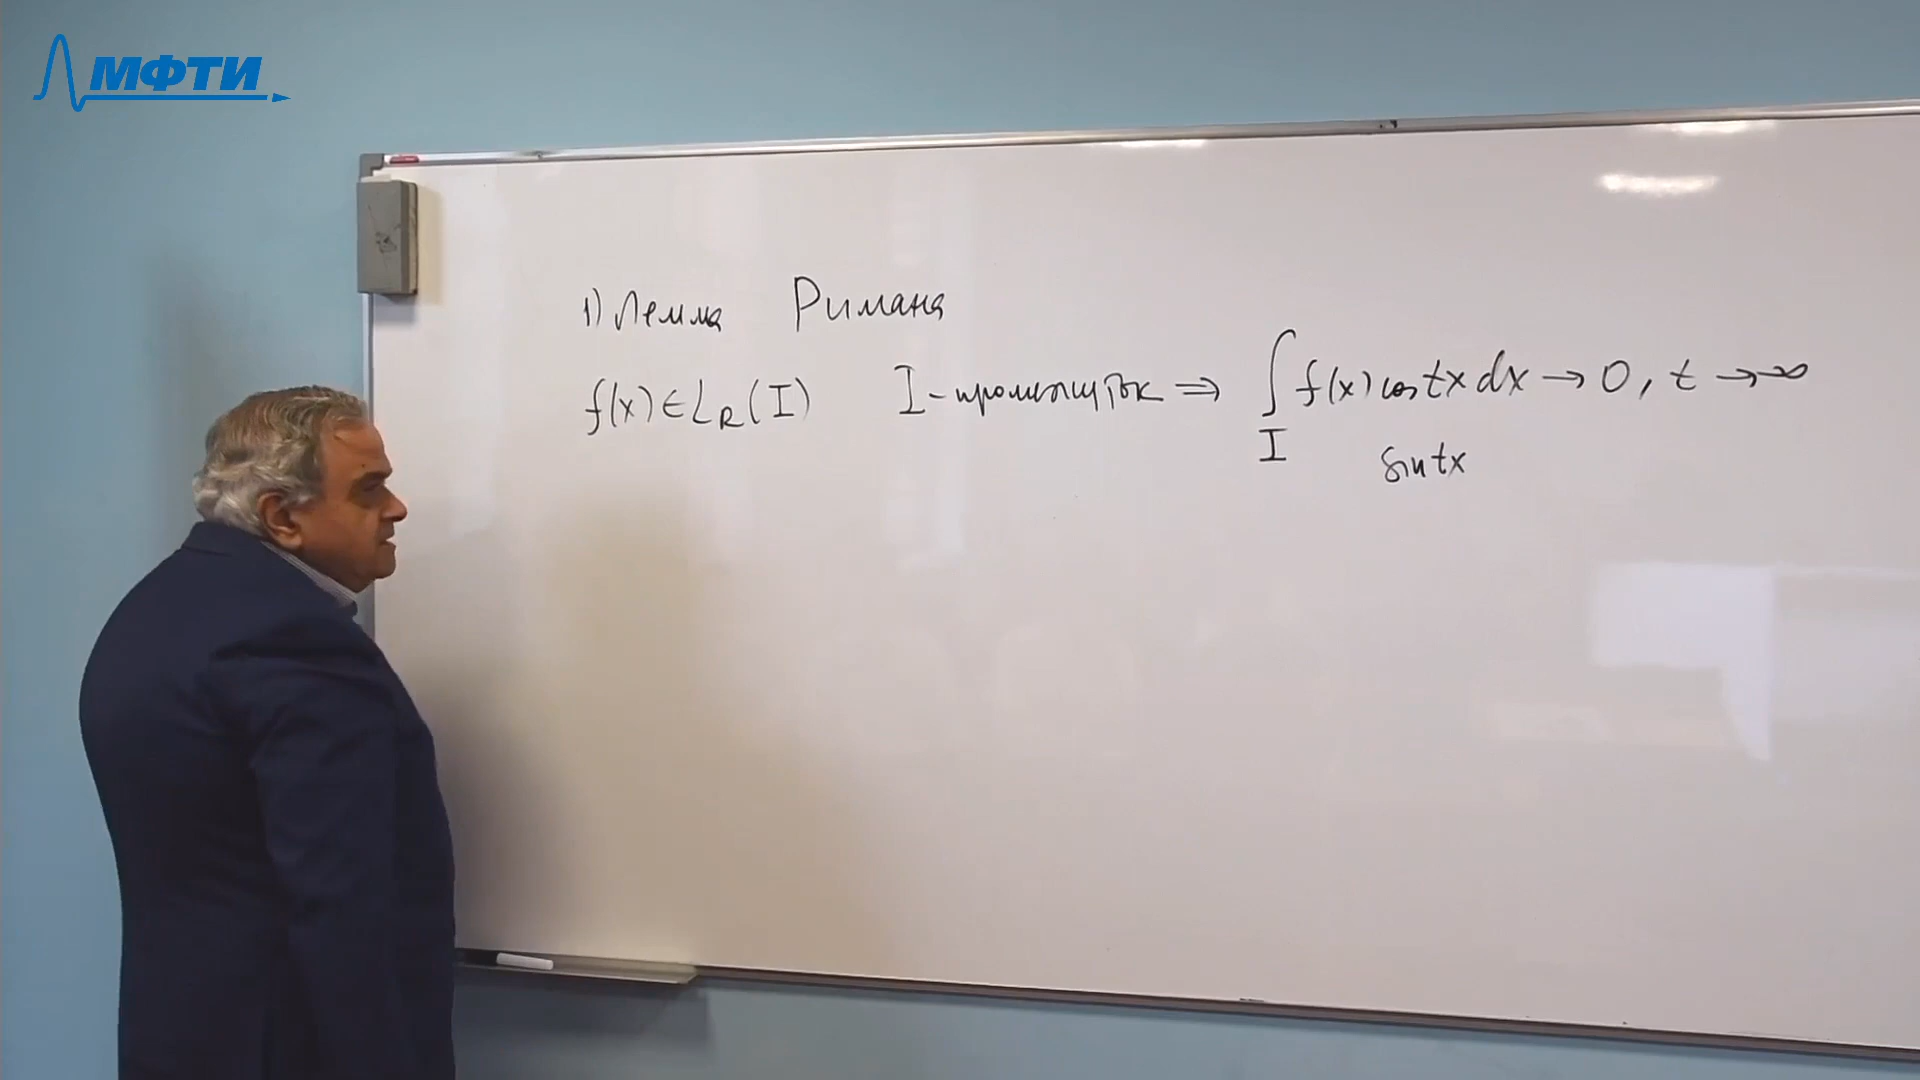 МФТИ
1) Лемма Римана
f(x) ∈ L_R(I) I - промежуток ⇒ ∫_I f(x) cos tx dx → 0, t → ∞
sin tx